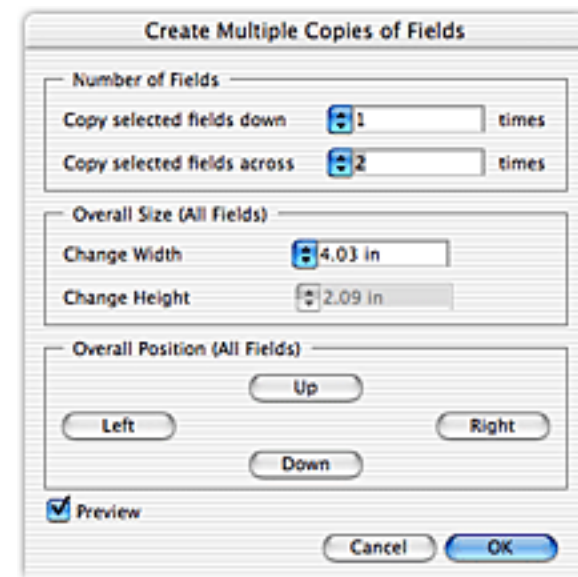 Create Multiple Copies of Fields
Number of Fields
Copy selected fields down 1 times
Copy selected fields across 2 times
Overall Size (All Fields)
Change Width 4.03 in
Change Height 2.09 in
Overall Position (All Fields)
Up
Left Right
Down
Preview
Cancel OK